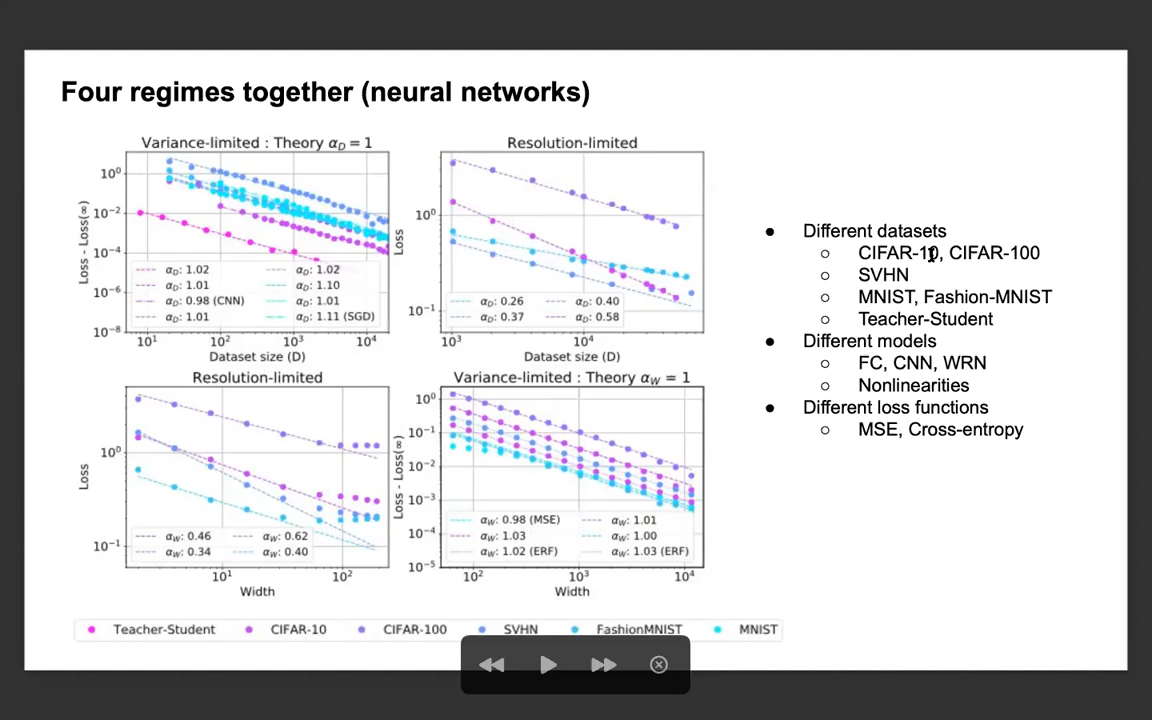 Four regimes together (neural networks)
Variance-limited : Theory α_D = 1
Loss - Loss(∞)
10⁰
10⁻²
10⁻⁴
10⁻⁶
10⁻⁸
α_D: 1.02
α_D: 1.01
α_D: 0.98 (CNN)
α_D: 1.01
α_D: 1.02
α_D: 1.10
α_D: 1.01
α_D: 1.11 (SGD)
10¹ 10² 10³ 10⁴
Dataset size (D)
Resolution-limited
Loss
10⁰
10⁻¹
α_D: 0.26
α_D: 0.37
α_D: 0.40
α_D: 0.58
10³ 10⁴
Dataset size (D)
Resolution-limited
Loss
10⁰
10⁻¹
α_W: 0.46
α_W: 0.34
α_W: 0.62
α_W: 0.40
10¹ 10²
Width
Variance-limited : Theory α_W = 1
Loss - Loss(∞)
10⁰
10⁻¹
10⁻²
10⁻³
10⁻⁴
10⁻⁵
α_W: 0.98 (MSE)
α_W: 1.03
α_W: 1.02 (ERF)
α_W: 1.01
α_W: 1.00
α_W: 1.03 (ERF)
10² 10³ 10⁴
Width
Teacher-Student CIFAR-10 CIFAR-100 SVHN FashionMNIST MNIST
● Different datasets
○ CIFAR-10, CIFAR-100
○ SVHN
○ MNIST, Fashion-MNIST
○ Teacher-Student
● Different models
○ FC, CNN, WRN
○ Nonlinearities
● Different loss functions
○ MSE, Cross-entropy